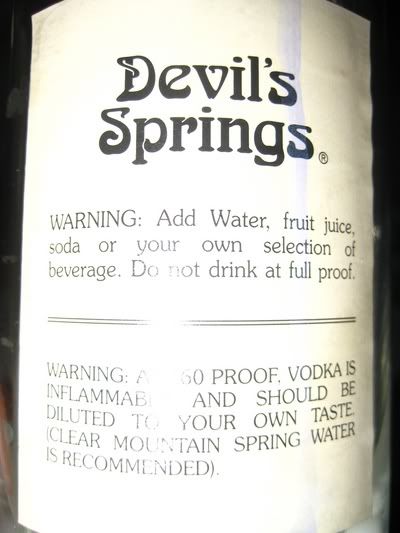 Devil's
Springs®
WARNING: Add Water, fruit juice,
soda or your own selection of
beverage. Do not drink at full proof.
WARNING: 60 PROOF, VODKA IS
AND SHOULD BE
DILUTED TO YOUR OWN TASTE.
(CLEAR MOUNTAIN SPRING WATER
IS RECOMMENDED).